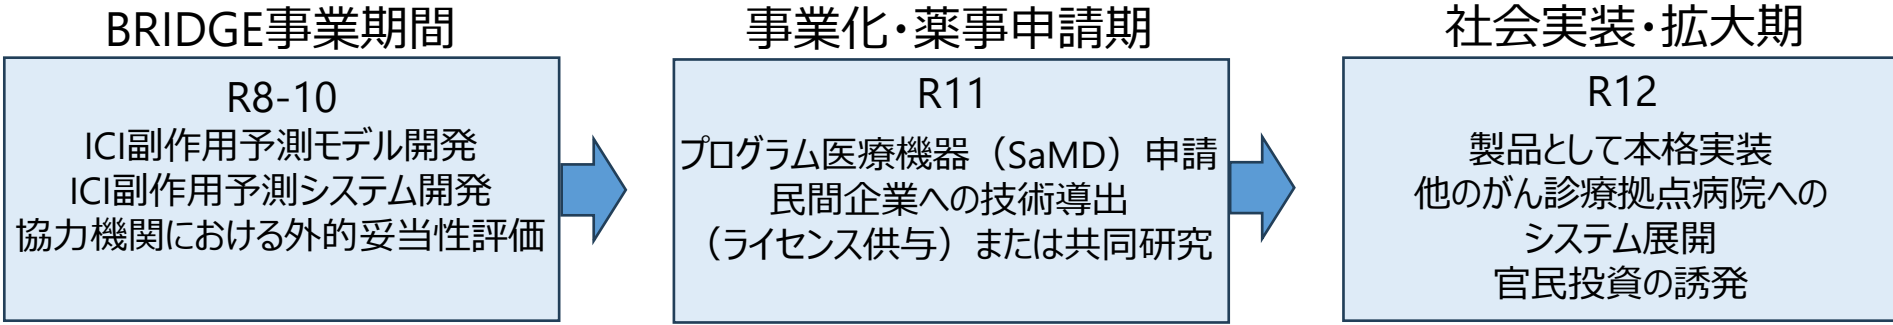 BRIDGE事業期間
R8-10
ICI副作用予測モデル開発
ICI副作用予測システム開発
協力機関における外的妥当性評価
事業化・薬事申請期
R11
プログラム医療機器（SaMD）申請
民間企業への技術導出
（ライセンス供与）または共同研究
社会実装・拡大期
R12
製品として本格実装
他のがん診療拠点病院への
システム展開
官民投資の誘発